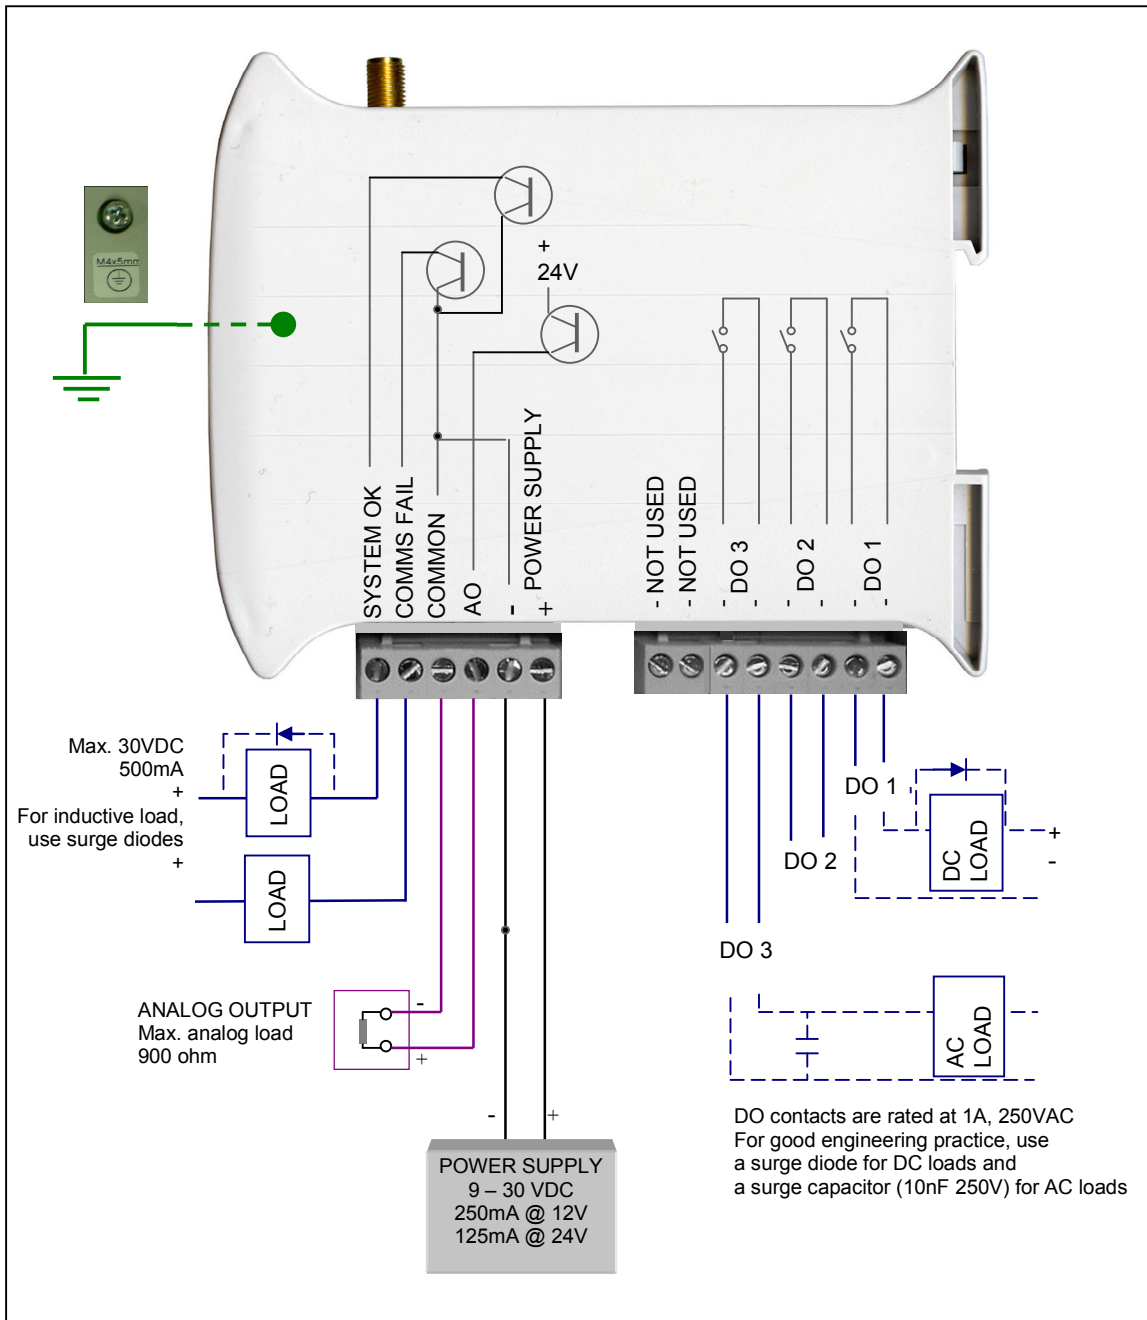 M4x5mm
+
24V
SYSTEM OK
COMMS FAIL
COMMON
AO
-
+
POWER SUPPLY
- NOT USED
- NOT USED
- - DO 3
- - DO 2
- - DO 1
Max. 30VDC
500mA
+
For inductive load,
use surge diodes
+
LOAD
LOAD
DO 1
DC
LOAD
+
-
DO 2
DO 3
ANALOG OUTPUT
Max. analog load
900 ohm
-
+
AC
LOAD
-
+
POWER SUPPLY
9 – 30 VDC
250mA @ 12V
125mA @ 24V
DO contacts are rated at 1A, 250VAC
For good engineering practice, use
a surge diode for DC loads and
a surge capacitor (10nF 250V) for AC loads